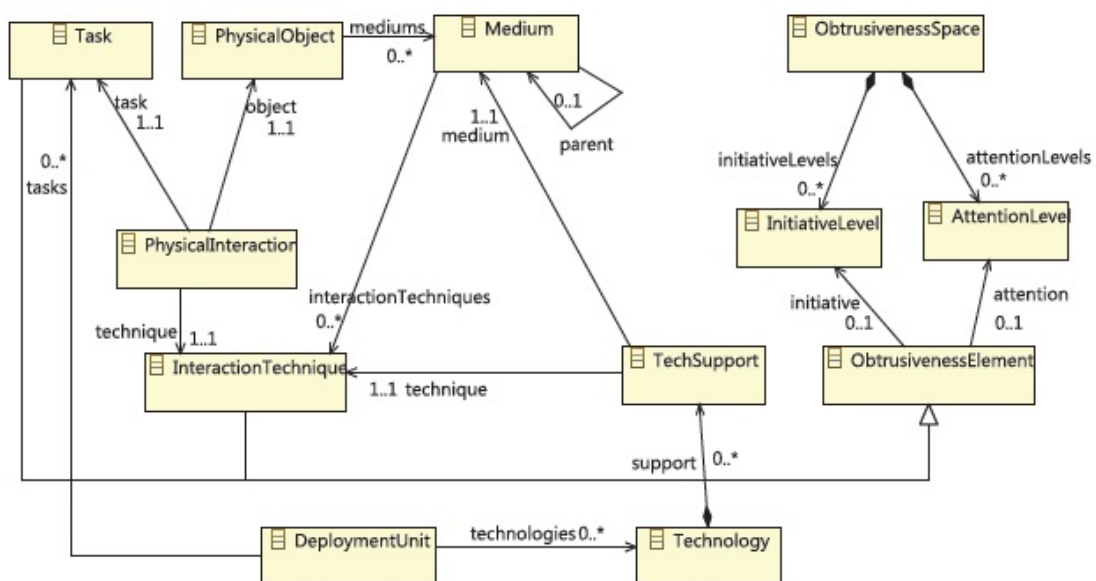 Task
PhysicalObject
mediums
0..*
Medium
ObtrusivenessSpace
task
1..1
object
1..1
0..1
parent
1..1
medium
0..*
tasks
initiativeLevels
0..*
attentionLevels
0..*
PhysicalInteraction
InitiativeLevel
AttentionLevel
interactionTechniques
0..*
technique
1..1
initiative
0..1
attention
0..1
InteractionTechnique
1..1 technique
TechSupport
ObtrusivenessElement
support
0..*
DeploymentUnit
technologies 0..*
Technology